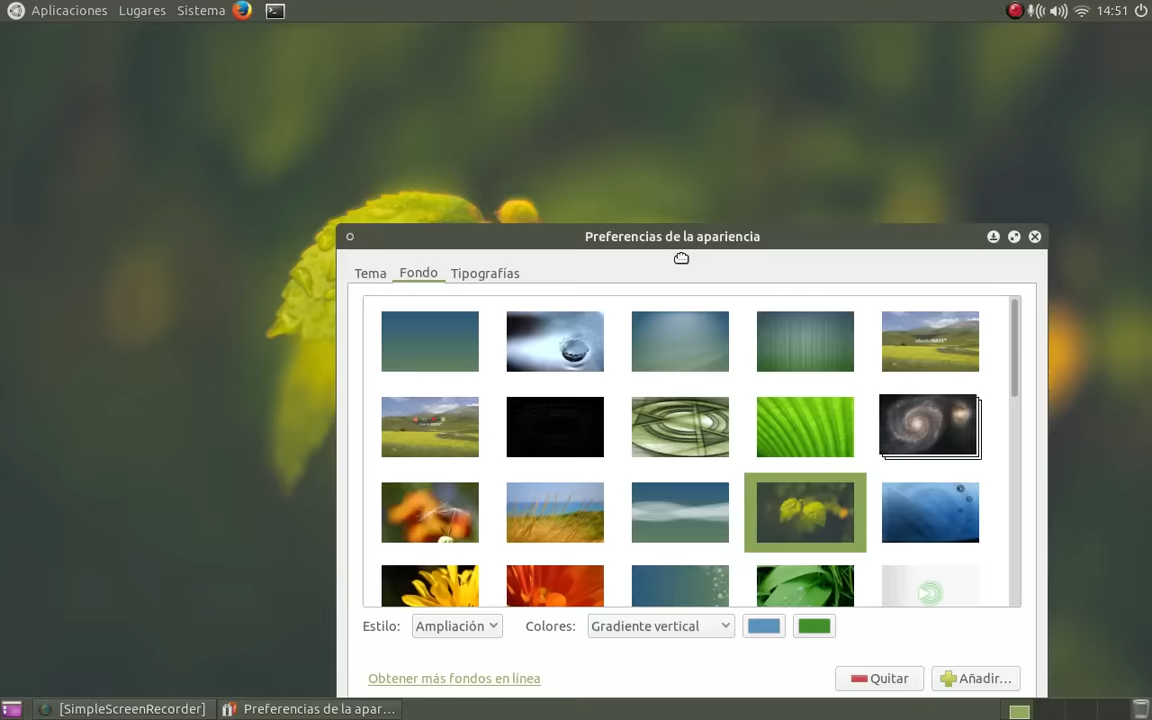 Aplicaciones Lugares Sistema 14:51
Preferencias de la apariencia
Tema Fondo Tipografías
Estilo: Ampliación Colores: Gradiente vertical
Obtener más fondos en línea Quitar Añadir...
[SimpleScreenRecorder] Preferencias de la apar...